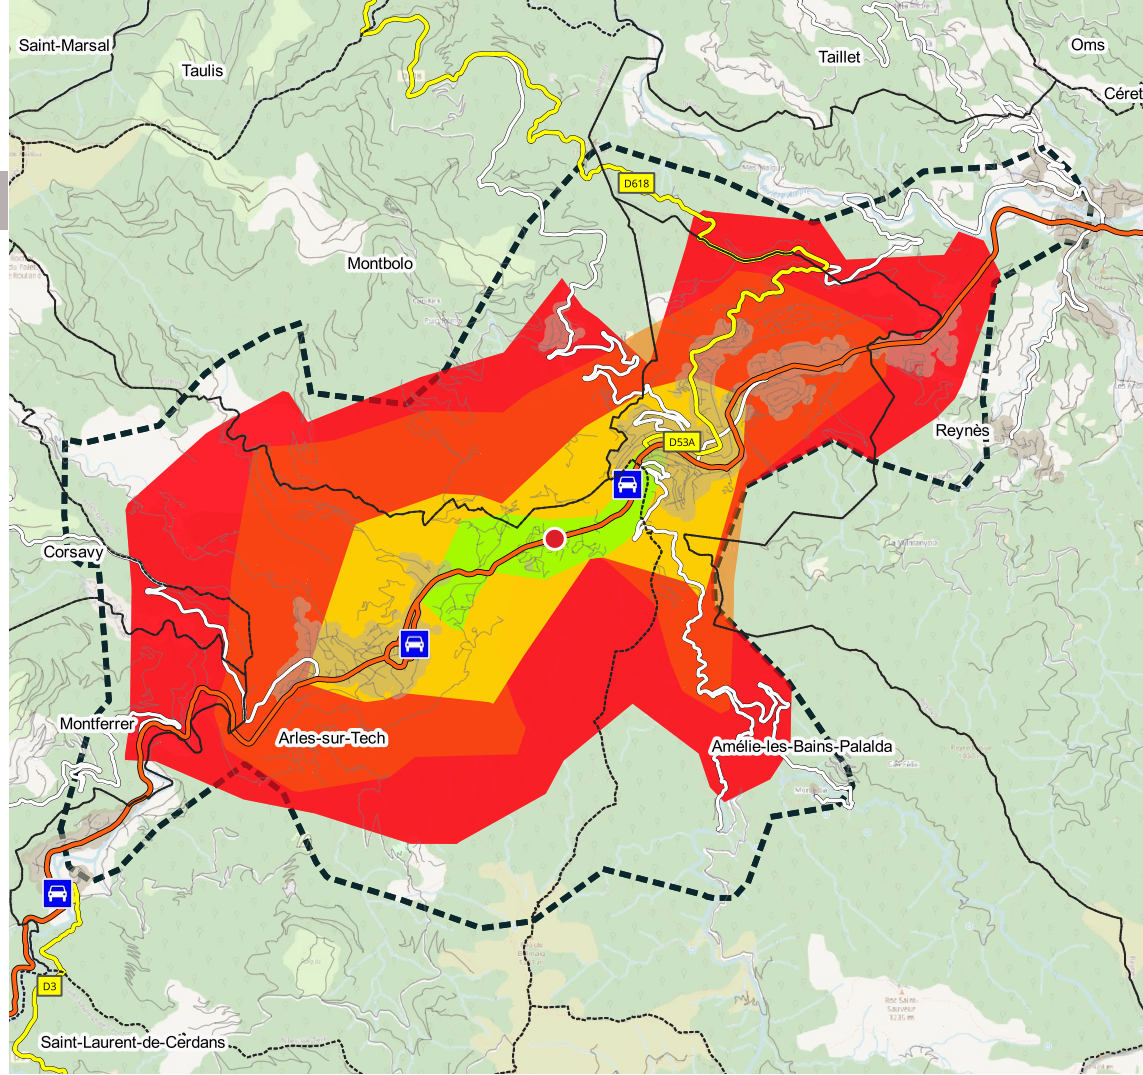 Saint-Marsal
Taulis
Taillet
Oms
Céret
D618
Montbolo
Reynès
D53A
Corsavy
Montferrer
Arles-sur-Tech
Amélie-les-Bains-Palalda
D3
Saint-Laurent-de-Cerdans